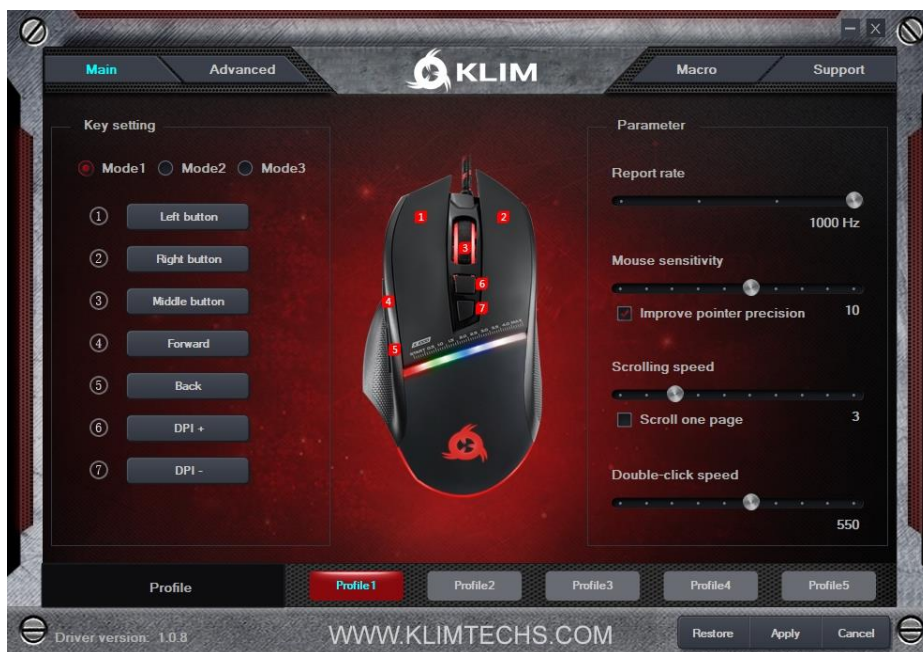 Main
Advanced
KLIM
Macro
Support
Key setting
Mode1
Mode2
Mode3
1 Left button
2 Right button
3 Middle button
4 Forward
5 Back
6 DPI +
7 DPI -
1
2
3
6
7
4
5
Parameter
Report rate
1000 Hz
Mouse sensitivity
Improve pointer precision 10
Scrolling speed
Scroll one page 3
Double-click speed
550
Profile
Profile1
Profile2
Profile3
Profile4
Profile5
Driver version: 1.0.8
WWW.KLIMTECHS.COM
Restore
Apply
Cancel